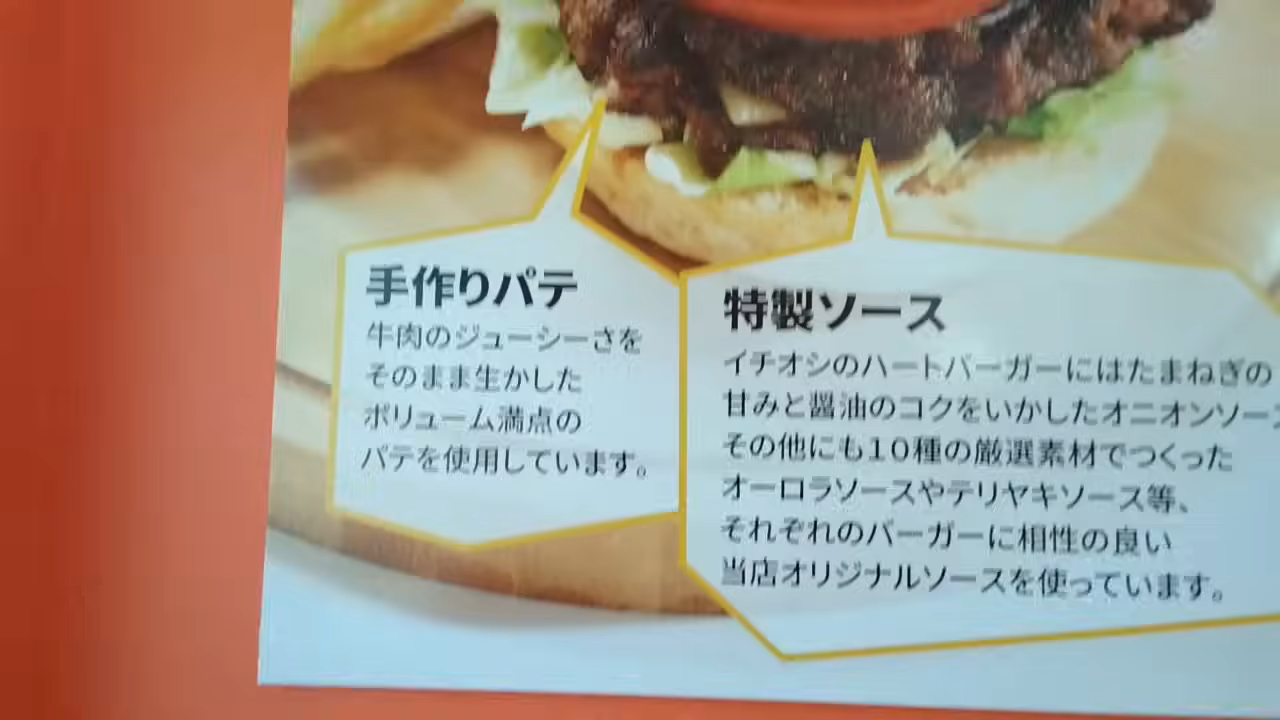 手作りパテ
牛肉のジューシーさを
そのまま生かした
ボリューム満点の
パテを使用しています。
特製ソース
イチオシのハートバーガーにはたまねぎの
甘みと醤油のコクをいかしたオニオンソース
その他にも10種の厳選素材でつくった
オーロラソースやテリヤキソース等、
それぞれのバーガーに相性の良い
当店オリジナルソースを使っています。